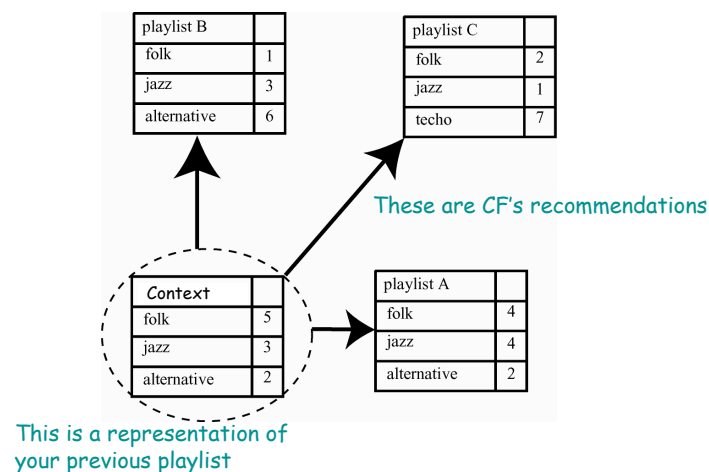 playlist B
folk 1
jazz 3
alternative 6
playlist C
folk 2
jazz 1
techo 7
These are CF's recommendations
Context
folk 5
jazz 3
alternative 2
playlist A
folk 4
jazz 4
alternative 2
This is a representation of
your previous playlist